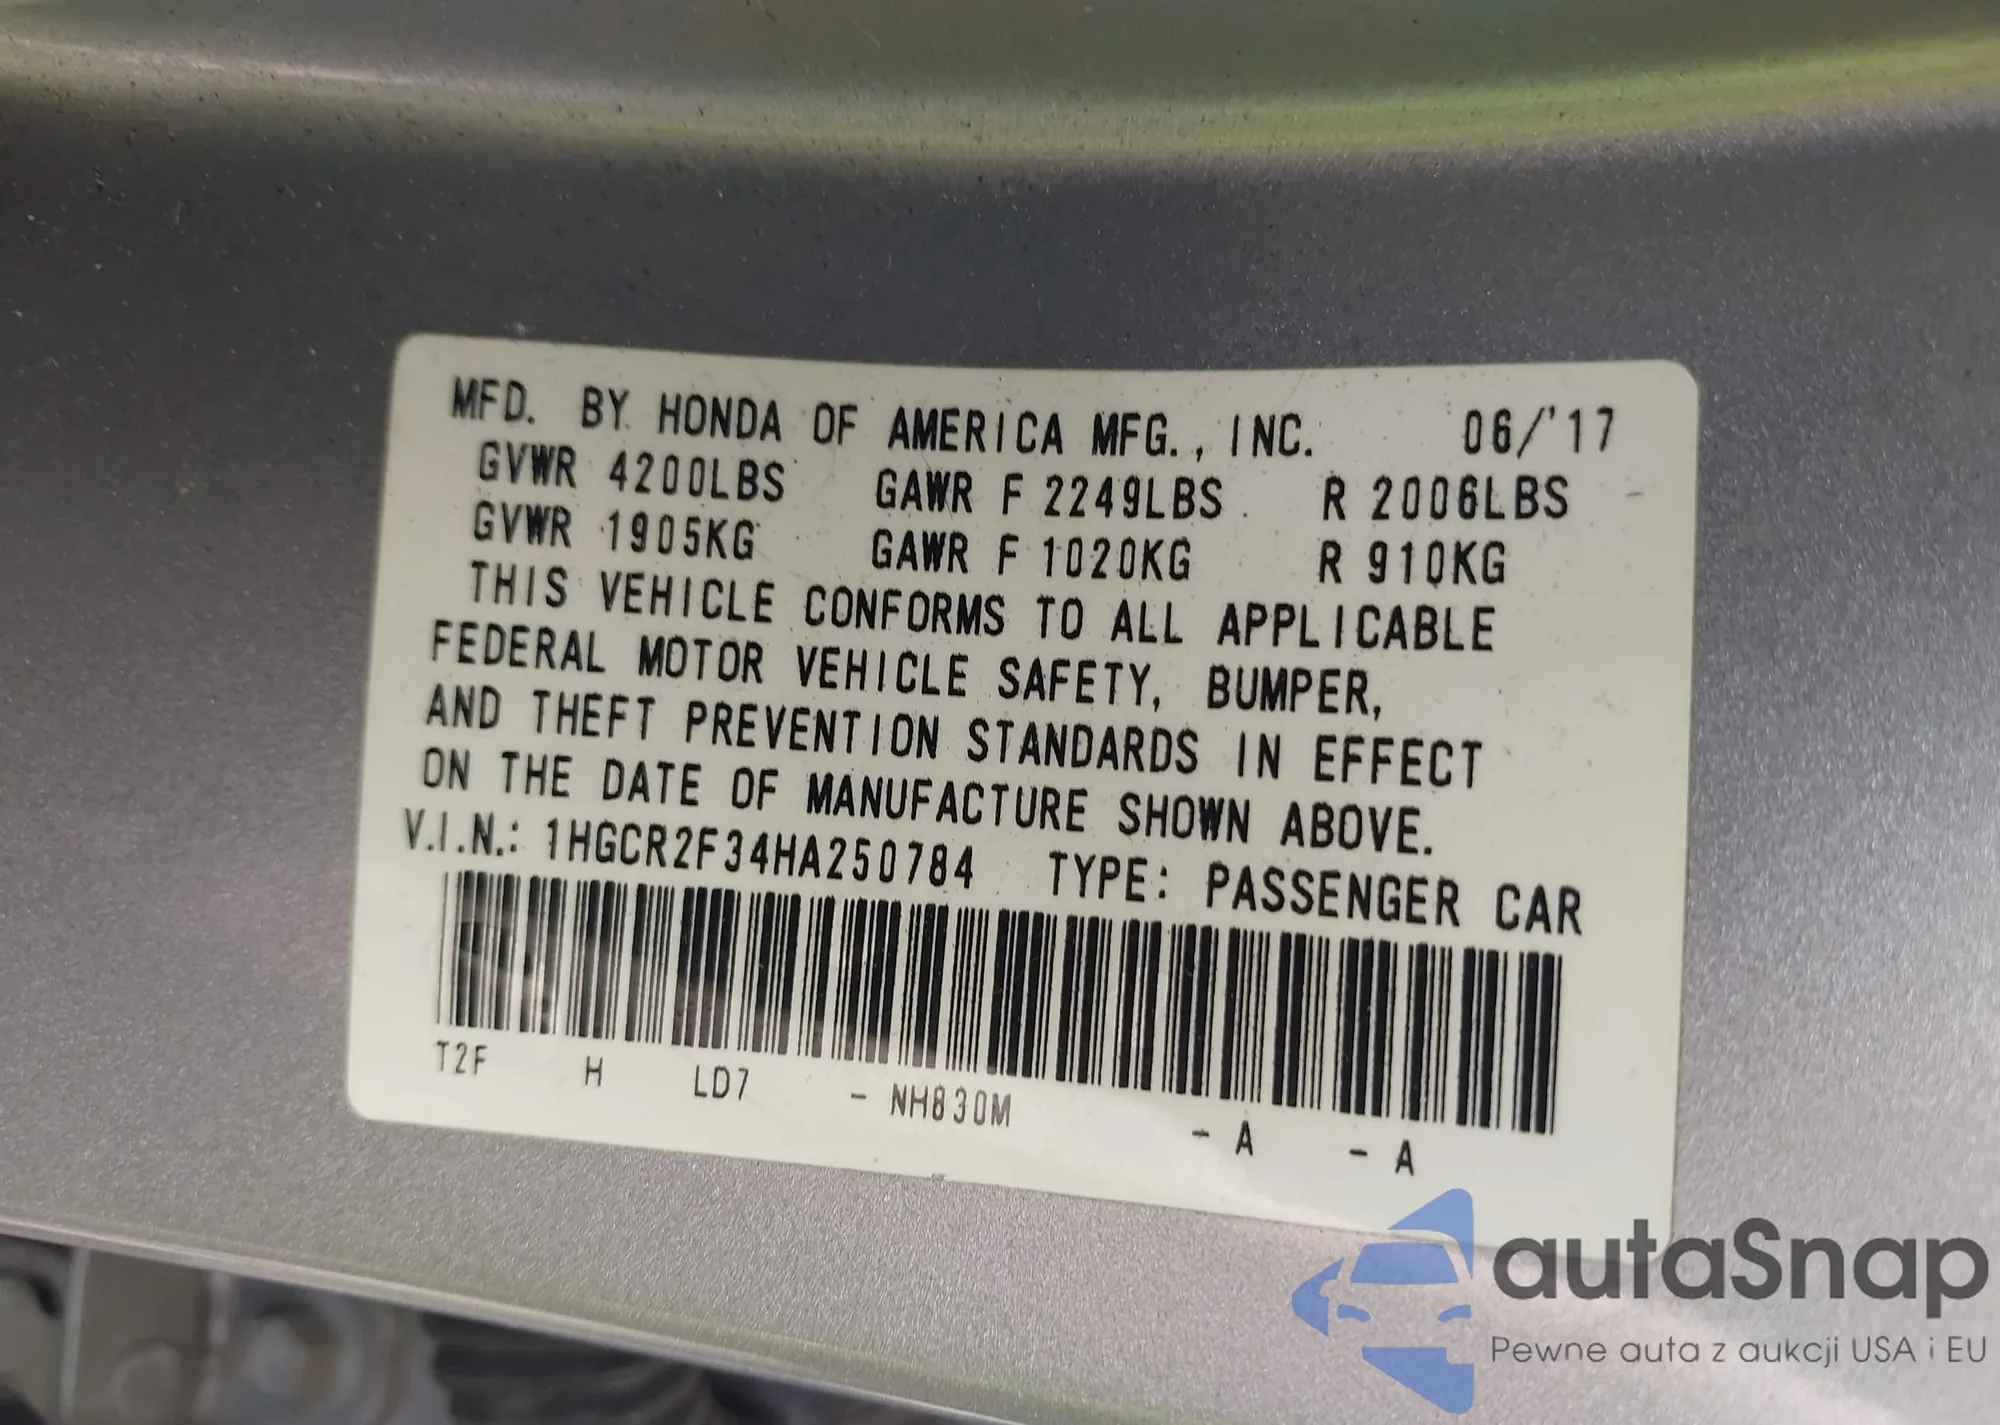 MFD. BY HONDA OF AMERICA MFG., INC. 06/'17
GVWR 4200LBS GAWR F 2249LBS R 2006LBS
GVWR 1905KG GAWR F 1020KG R 910KG
THIS VEHICLE CONFORMS TO ALL APPLICABLE
FEDERAL MOTOR VEHICLE SAFETY, BUMPER,
AND THEFT PREVENTION STANDARDS IN EFFECT
ON THE DATE OF MANUFACTURE SHOWN ABOVE.
V.I.N.: 1HGCR2F34HA250784 TYPE: PASSENGER CAR
T2F H LD7 - NH830M - A - A
autaSnap
Pewne auta z aukcji USA i EU